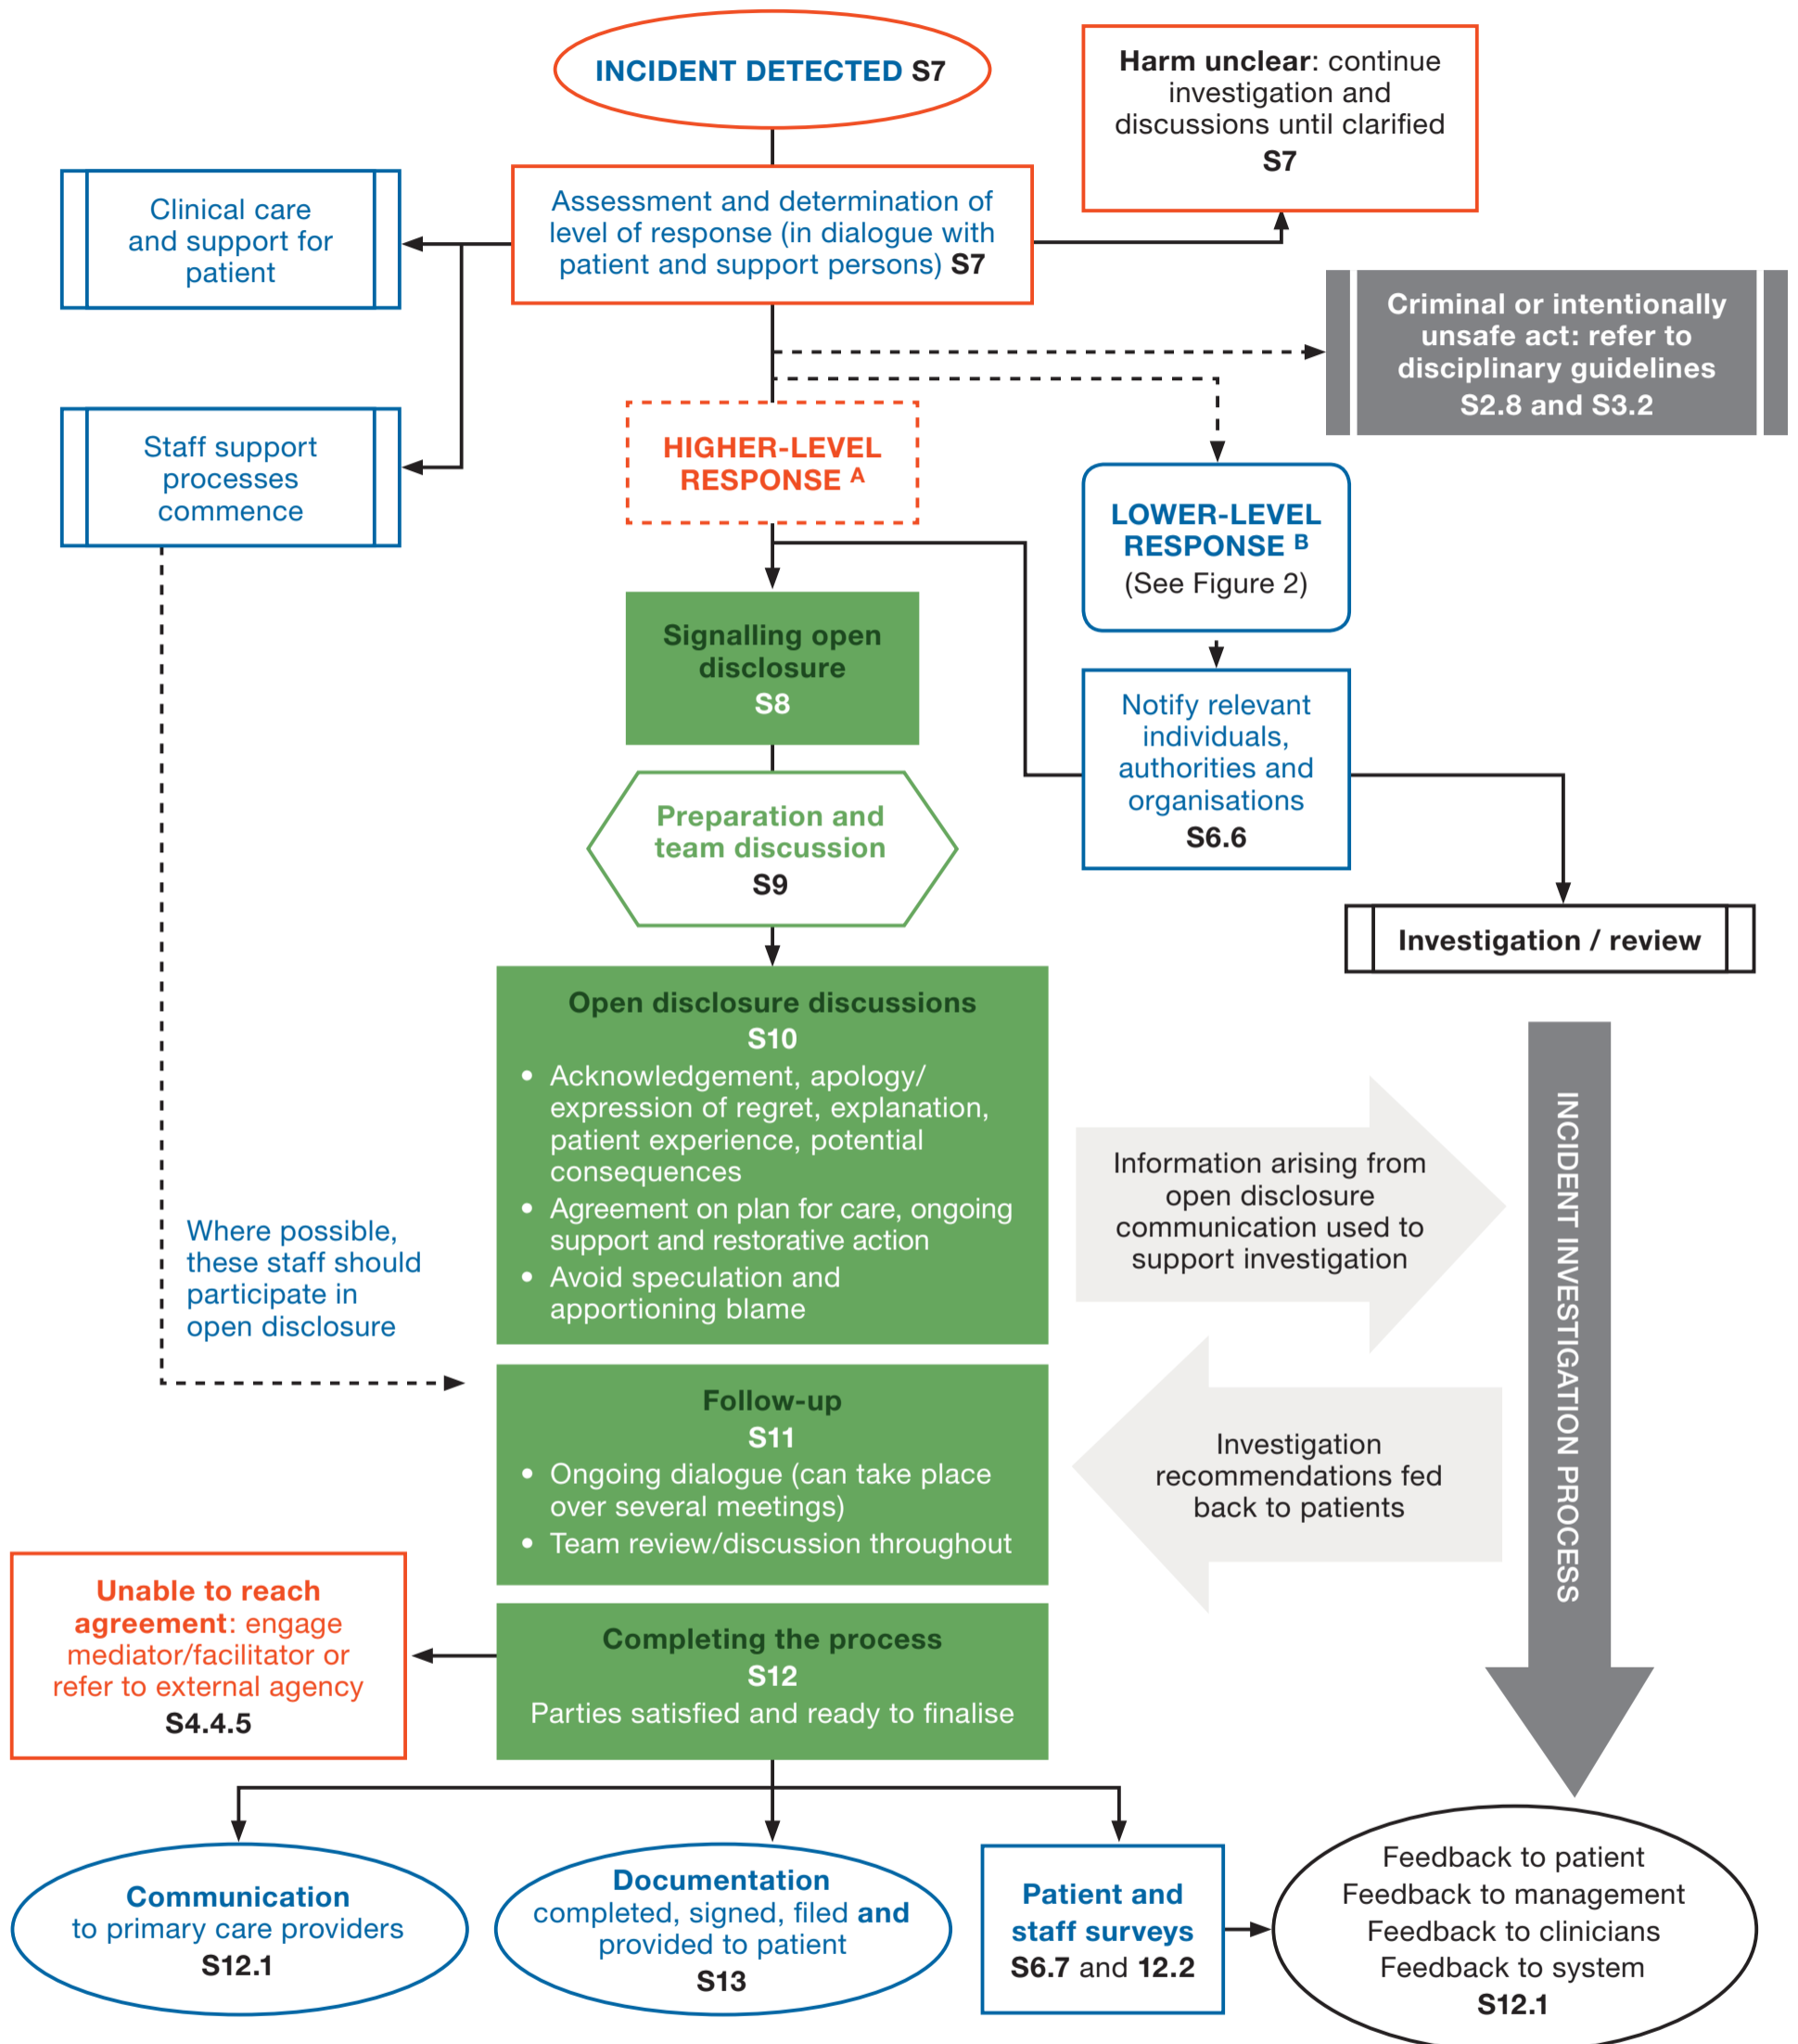 INCIDENT DETECTED S7
Harm unclear: continue
investigation and
discussions until clarified
S7
Clinical care
and support for
patient
Assessment and determination of
level of response (in dialogue with
patient and support persons) S7
Criminal or intentionally
unsafe act: refer to
disciplinary guidelines
S2.8 and S3.2
Staff support
processes
commence
HIGHER-LEVEL
RESPONSE A
LOWER-LEVEL
RESPONSE B
(See Figure 2)
Signalling open
disclosure
S8
Notify relevant
individuals,
authorities and
organisations
S6.6
Preparation and
team discussion
S9
Investigation / review
Open disclosure discussions
S10
• Acknowledgement, apology/
expression of regret, explanation,
patient experience, potential
consequences
• Agreement on plan for care, ongoing
support and restorative action
• Avoid speculation and
apportioning blame
Information arising from
open disclosure
communication used to
support investigation
INCIDENT INVESTIGATION PROCESS
Where possible,
these staff should
participate in
open disclosure
Follow-up
S11
• Ongoing dialogue (can take place
over several meetings)
• Team review/discussion throughout
Investigation
recommendations fed
back to patients
Unable to reach
agreement: engage
mediator/facilitator or
refer to external agency
S4.4.5
Completing the process
S12
Parties satisfied and ready to finalise
Communication
to primary care providers
S12.1
Documentation
completed, signed, filed and
provided to patient
S13
Patient and
staff surveys
S6.7 and 12.2
Feedback to patient
Feedback to management
Feedback to clinicians
Feedback to system
S12.1